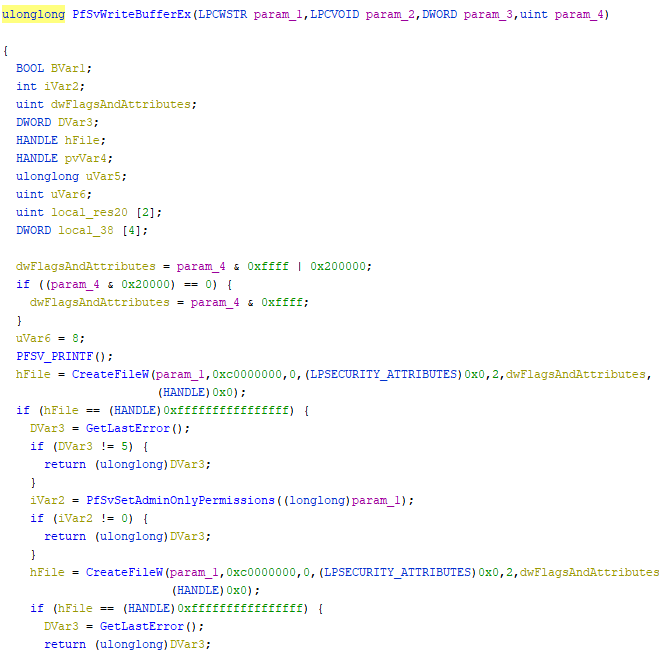 ulonglong PfSvWriteBufferEx(LPCWSTR param_1,LPCVOID param_2,DWORD param_3,uint param_4)
{
BOOL BVar1;
int iVar2;
uint dwFlagsAndAttributes;
DWORD DVar3;
HANDLE hFile;
HANDLE pvVar4;
ulonglong uVar5;
uint uVar6;
uint local_res20 [2];
DWORD local_38 [4];
dwFlagsAndAttributes = param_4 & 0xffff | 0x200000;
if ((param_4 & 0x20000) == 0) {
dwFlagsAndAttributes = param_4 & 0xffff;
}
uVar6 = 8;
PFSV_PRINTF();
hFile = CreateFileW(param_1,0xc0000000,0,(LPSECURITY_ATTRIBUTES)0x0,2,dwFlagsAndAttributes,
(HANDLE)0x0);
if (hFile == (HANDLE)0xffffffffffffffff) {
DVar3 = GetLastError();
if (DVar3 != 5) {
return (ulonglong)DVar3;
}
iVar2 = PfSvSetAdminOnlyPermissions((longlong)param_1);
if (iVar2 != 0) {
return (ulonglong)DVar3;
}
hFile = CreateFileW(param_1,0xc0000000,0,(LPSECURITY_ATTRIBUTES)0x0,2,dwFlagsAndAttributes
(HANDLE)0x0);
if (hFile == (HANDLE)0xffffffffffffffff) {
DVar3 = GetLastError();
return (ulonglong)DVar3;